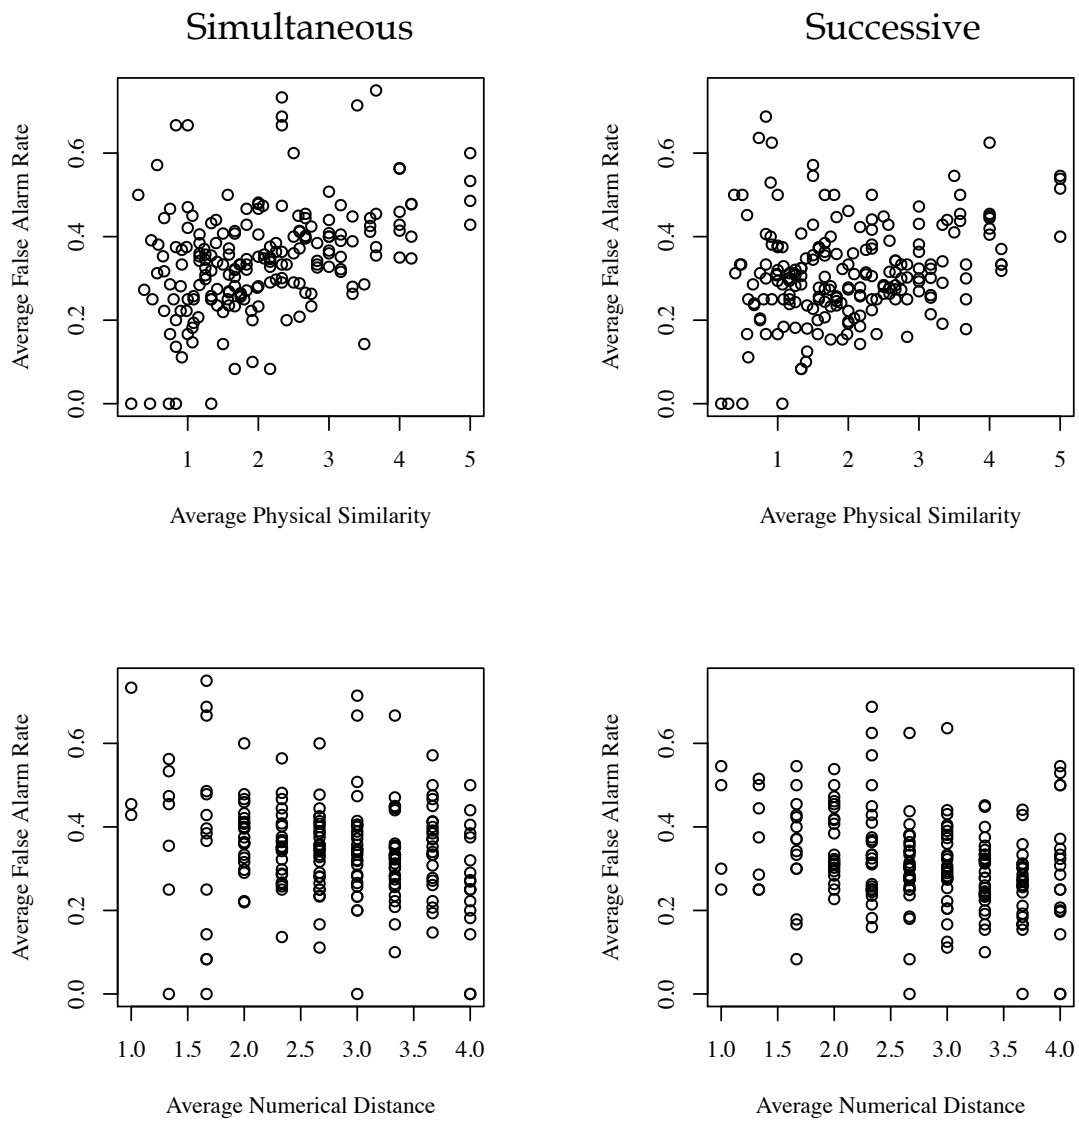 Simultaneous
Successive
Average False Alarm Rate
0.0 0.2 0.4 0.6
1 2 3 4 5
Average Physical Similarity
Average False Alarm Rate
0.0 0.2 0.4 0.6
1 2 3 4 5
Average Physical Similarity
Average False Alarm Rate
0.0 0.2 0.4 0.6
1.0 1.5 2.0 2.5 3.0 3.5 4.0
Average Numerical Distance
Average False Alarm Rate
0.0 0.2 0.4 0.6
1.0 1.5 2.0 2.5 3.0 3.5 4.0
Average Numerical Distance